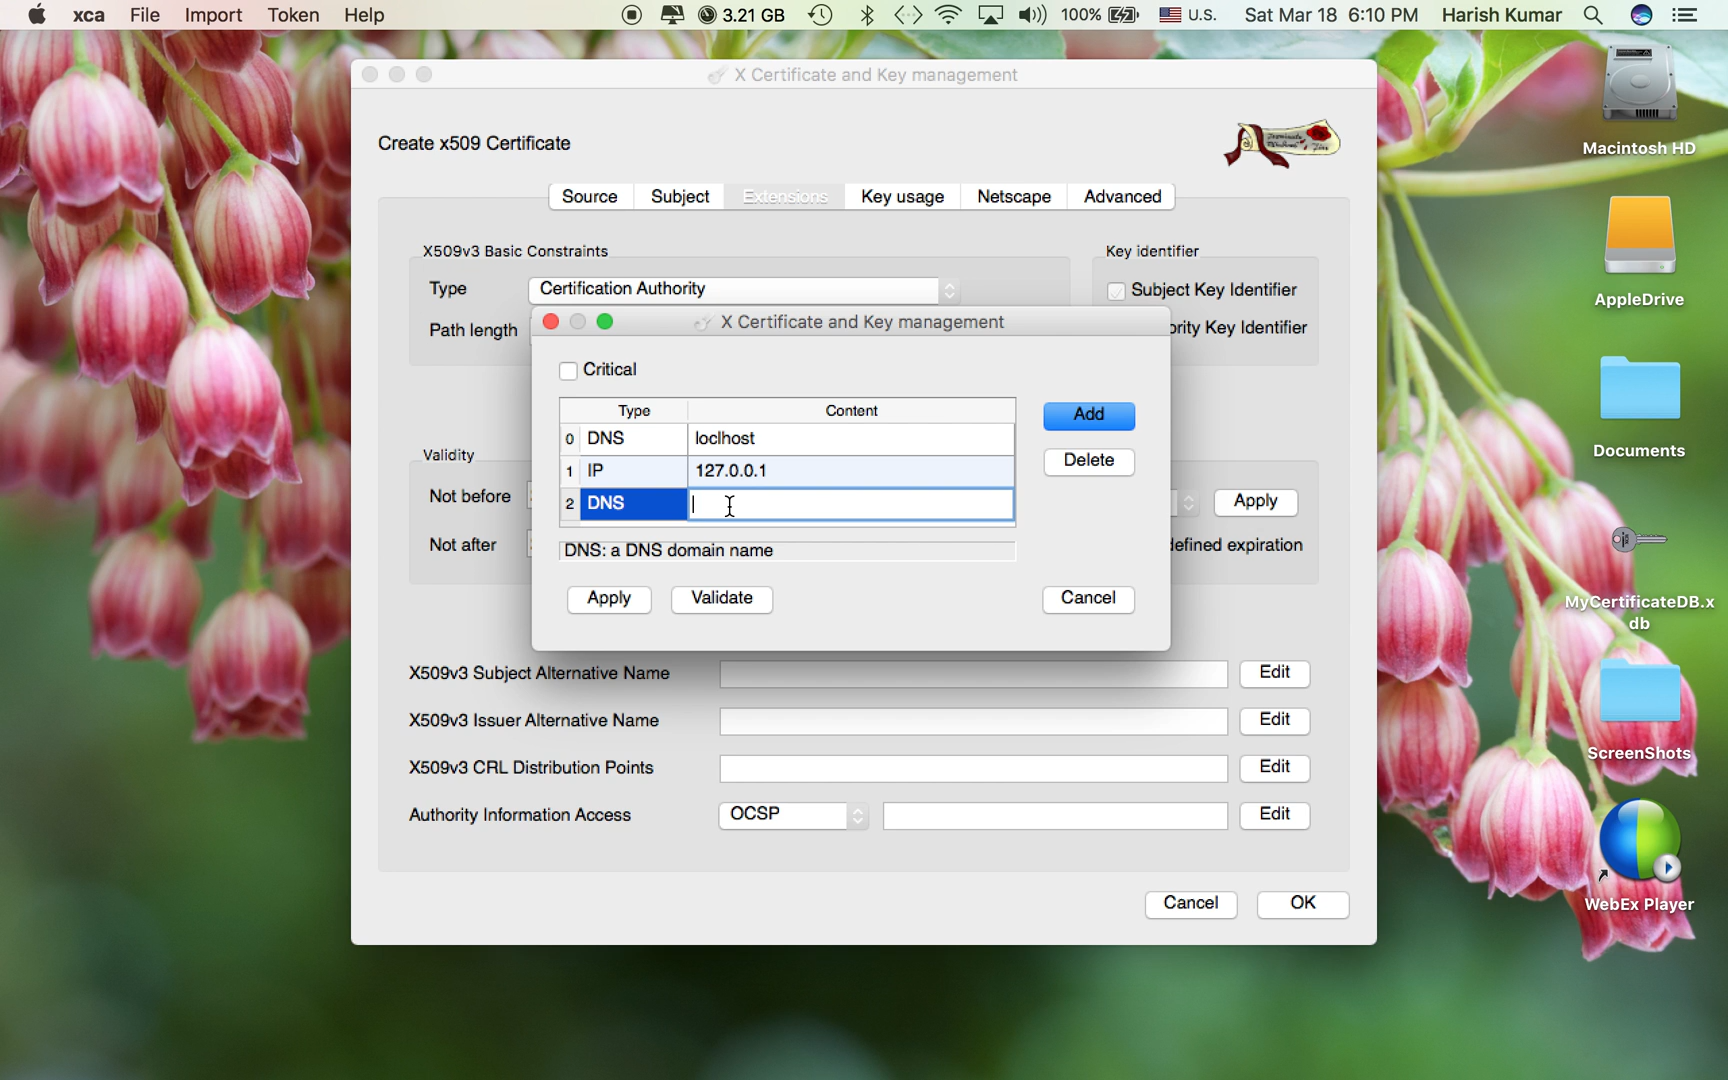 xca File Import Token Help 3.21 GB 100% U.S. Sat Mar 18 6:10 PM Harish Kumar
X Certificate and Key management
Create x509 Certificate
Source Subject Extensions Key usage Netscape Advanced
X509v3 Basic Constraints
Key identifier
Type Certification Authority
Subject Key Identifier
Path length
ority Key Identifier
X Certificate and Key management
Critical
Type Content
0 DNS loclhost
1 IP 127.0.0.1
2 DNS
DNS: a DNS domain name
Add
Delete
Apply Validate Cancel
Validity
Not before
Apply
Not after
defined expiration
X509v3 Subject Alternative Name Edit
X509v3 Issuer Alternative Name Edit
X509v3 CRL Distribution Points Edit
Authority Information Access OCSP Edit
Cancel OK
Macintosh HD
AppleDrive
Documents
MyCertificateDB.x
db
ScreenShots
WebEx Player